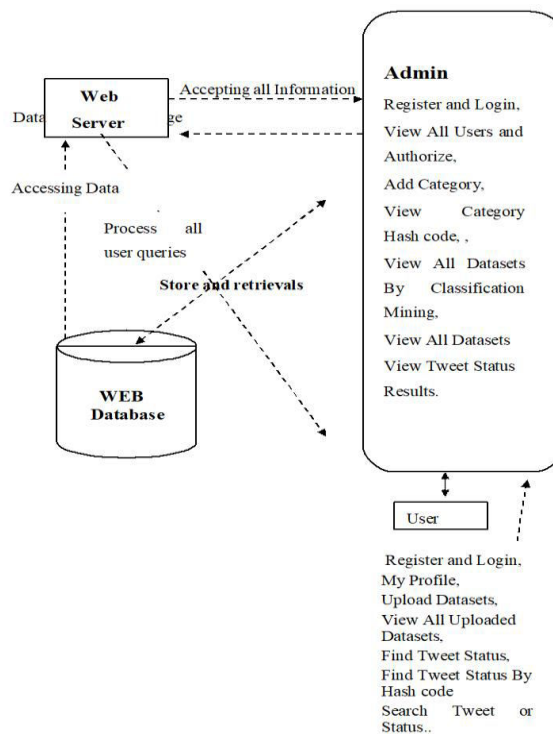 Web
Server
Accepting all Information
Data
ge
Accessing Data
Process all
user queries
Store and retrievals
WEB
Database
Admin
Register and Login,
View All Users and
Authorize,
Add Category,
View Category
Hash code, ,
View All Datasets
By Classification
Mining,
View All Datasets
View Tweet Status
Results.
User
Register and Login,
My Profile,
Upload Datasets,
View All Uploaded
Datasets,
Find Tweet Status,
Find Tweet Status By
Hash code
Search Tweet or
Status..